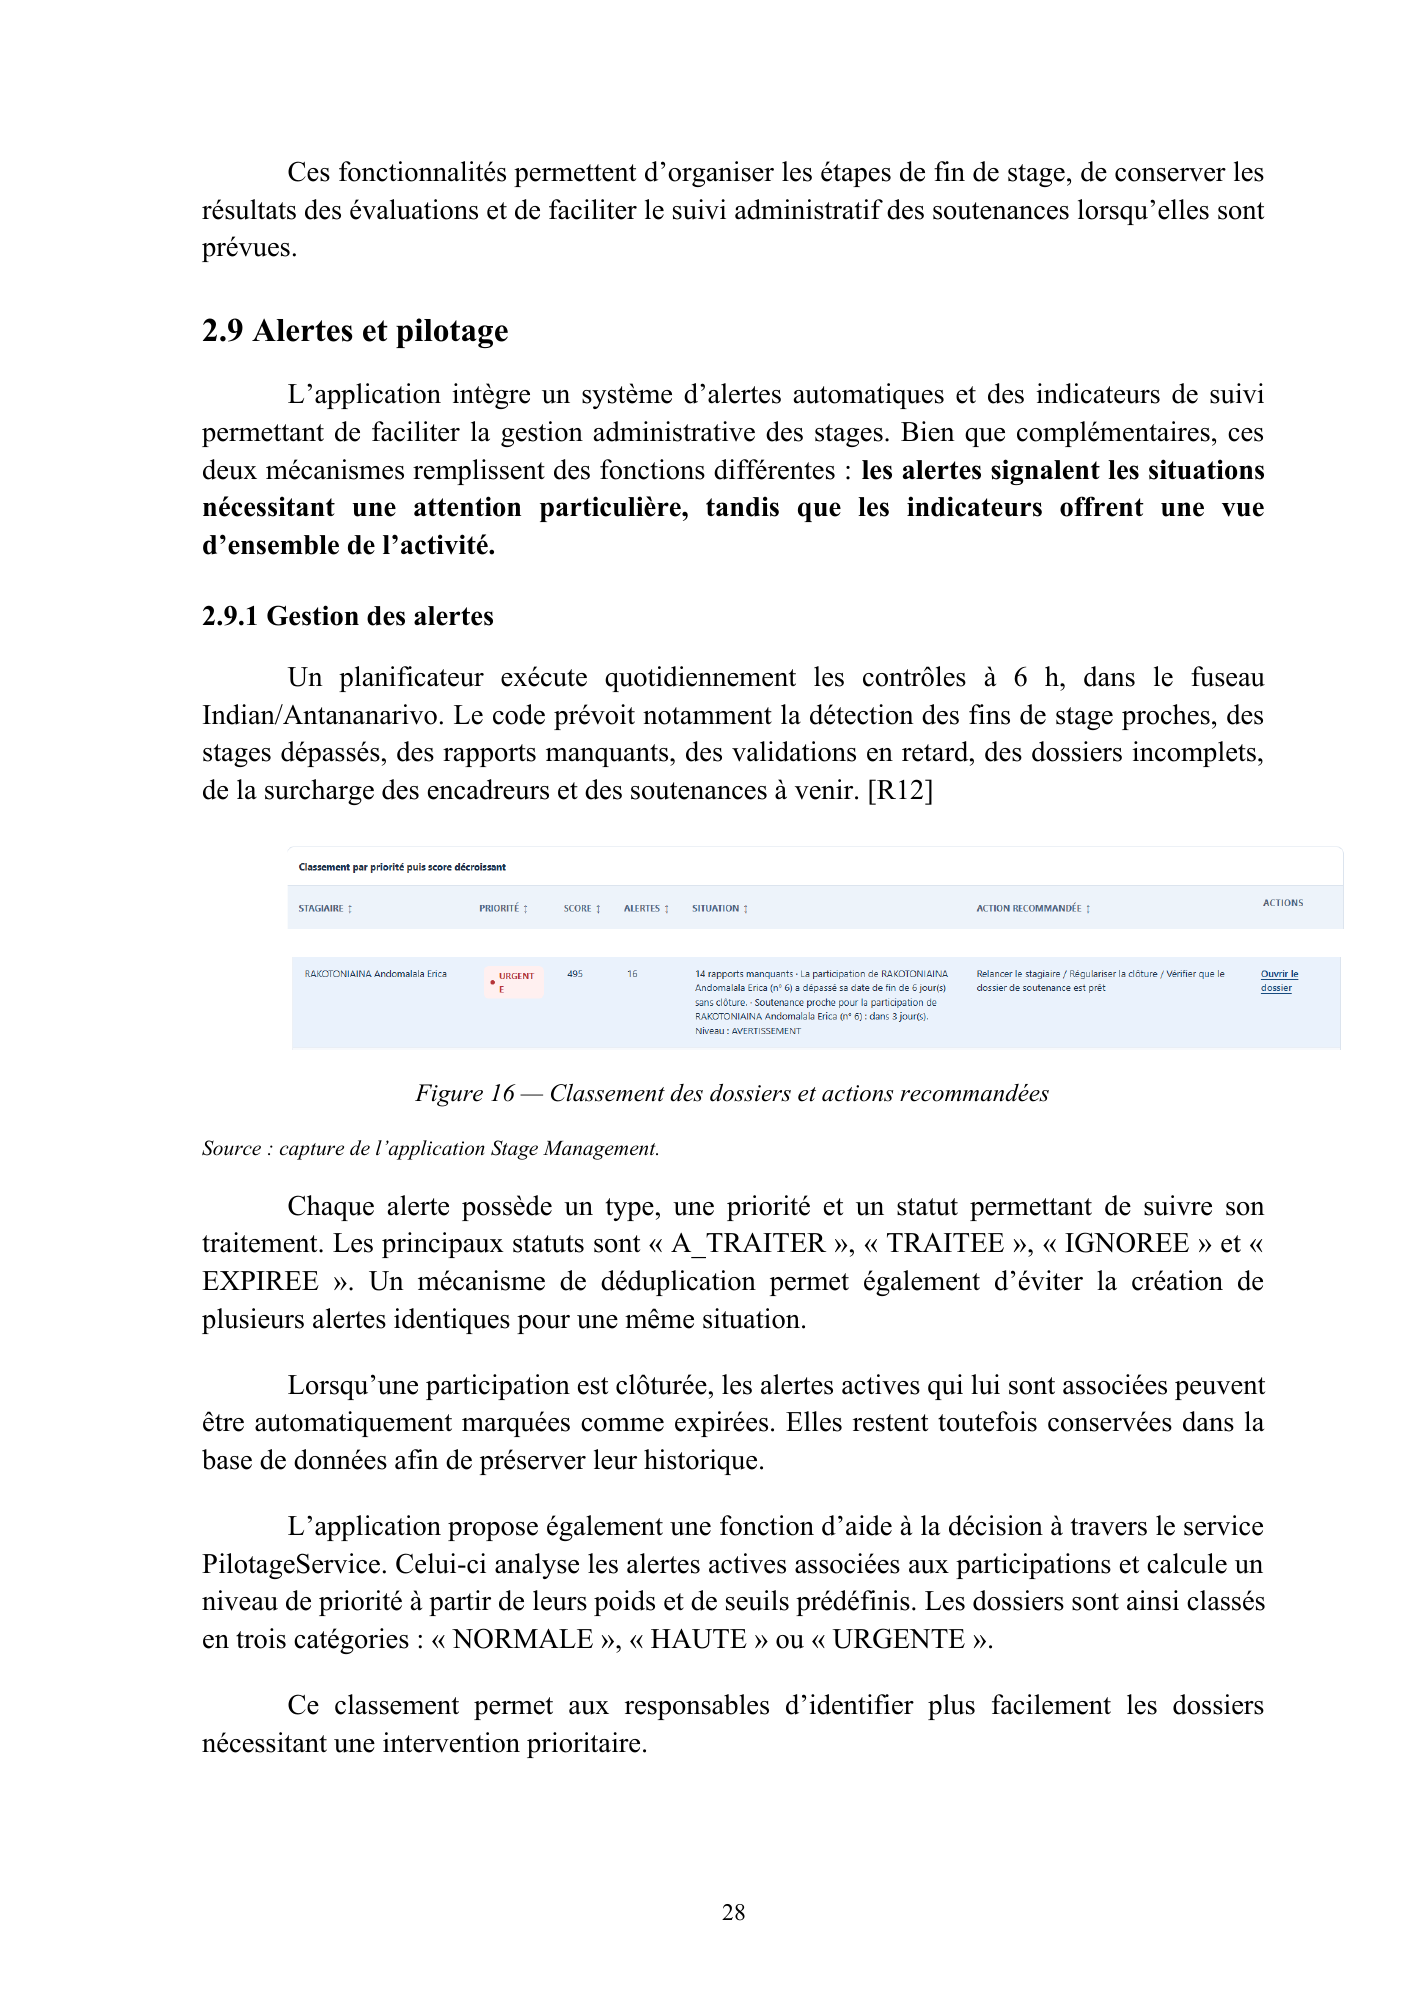 Ces fonctionnalités permettent d’organiser les étapes de fin de stage, de conserver les
résultats des évaluations et de faciliter le suivi administratif des soutenances lorsqu’elles sont
prévues.
2.9 Alertes et pilotage
L’application intègre un système d’alertes automatiques et des indicateurs de suivi
permettant de faciliter la gestion administrative des stages. Bien que complémentaires, ces
deux mécanismes remplissent des fonctions différentes : les alertes signalent les situations
nécessitant une attention particulière, tandis que les indicateurs offrent une vue
d’ensemble de l’activité.
2.9.1 Gestion des alertes
Un planificateur exécute quotidiennement les contrôles à 6 h, dans le fuseau
Indian/Antananarivo. Le code prévoit notamment la détection des fins de stage proches, des
stages dépassés, des rapports manquants, des validations en retard, des dossiers incomplets,
de la surcharge des encadreurs et des soutenances à venir. [R12]
Classement par priorité puis score décroissant
STAGIAIRE ↕ PRIORITÉ ↕ SCORE ↕ ALERTES ↕ SITUATION ↕ ACTION RECOMMANDÉE ↕ ACTIONS
RAKOTONIAINA Andomalala Erica
• URGENT
E
495
16
14 rapports manquants · La participation de RAKOTONIAINA
Andomalala Erica (n° 6) a dépassé sa date de fin de 6 jour(s)
sans clôture. · Soutenance proche pour la participation de
RAKOTONIAINA Andomalala Erica (n° 6) : dans 3 jour(s).
Niveau : AVERTISSEMENT
Relancer le stagiaire / Régulariser la clôture / Vérifier que le
dossier de soutenance est prêt
Ouvrir le
dossier
Figure 16 — Classement des dossiers et actions recommandées
Source : capture de l’application Stage Management.
Chaque alerte possède un type, une priorité et un statut permettant de suivre son
traitement. Les principaux statuts sont « A_TRAITER », « TRAITEE », « IGNOREE » et «
EXPIREE ». Un mécanisme de déduplication permet également d’éviter la création de
plusieurs alertes identiques pour une même situation.
Lorsqu’une participation est clôturée, les alertes actives qui lui sont associées peuvent
être automatiquement marquées comme expirées. Elles restent toutefois conservées dans la
base de données afin de préserver leur historique.
L’application propose également une fonction d’aide à la décision à travers le service
PilotageService. Celui-ci analyse les alertes actives associées aux participations et calcule un
niveau de priorité à partir de leurs poids et de seuils prédéfinis. Les dossiers sont ainsi classés
en trois catégories : « NORMALE », « HAUTE » ou « URGENTE ».
Ce classement permet aux responsables d’identifier plus facilement les dossiers
nécessitant une intervention prioritaire.
28